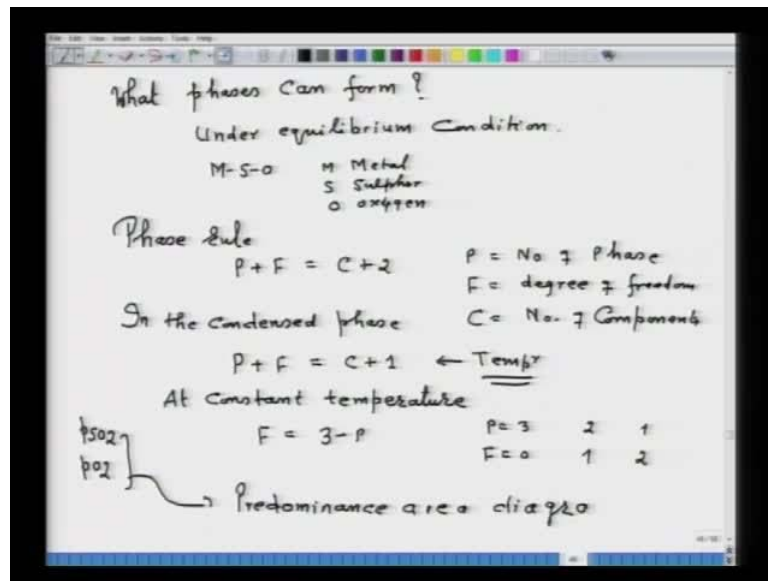 What phases Can form ?
Under equilibrium Condition.
M-S-O M Metal
S Sulphor
O oxygen
Phase Rule
P + F = C + 2
P = No of Phase
F = degree of freedom
C = No. of Components
In the Condensed phase
P + F = C + 1 ← Tempr
At Constant temperature
F = 3 - P
P = 3 2 1
F = 0 1 2
pSO2
pO2
→ Predominance area diagra